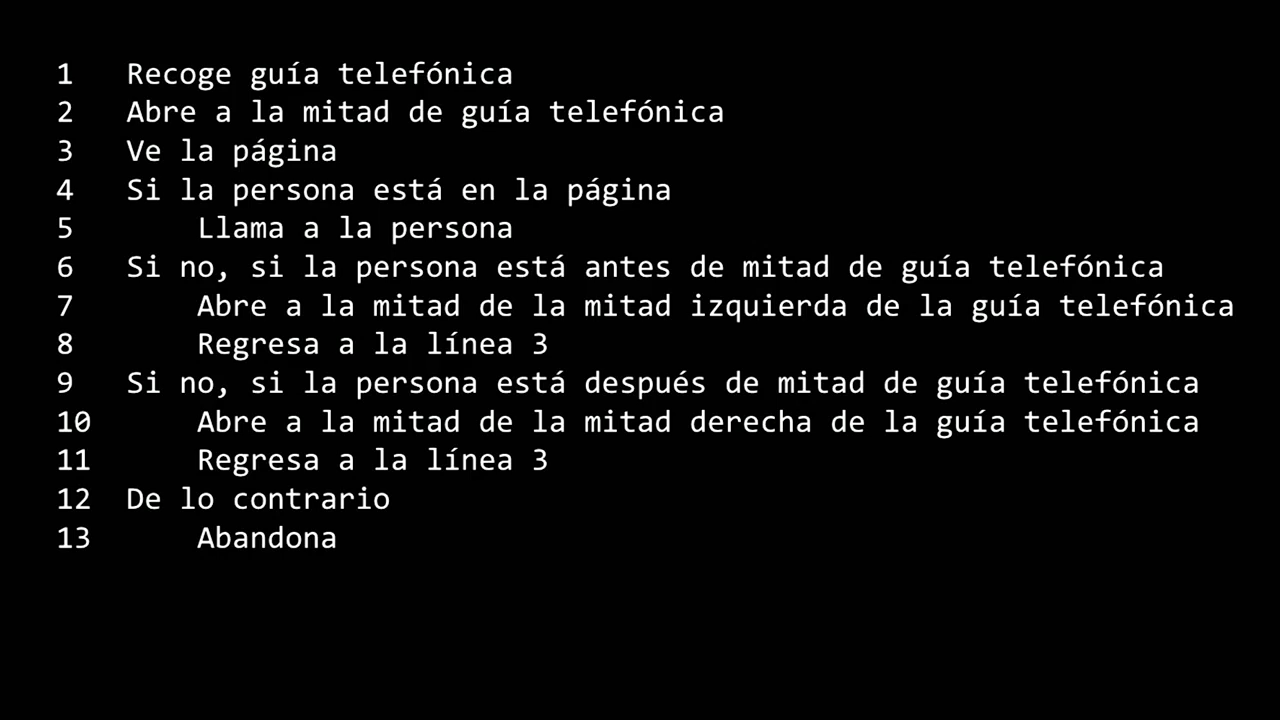 1 Recoge guía telefónica
2 Abre a la mitad de guía telefónica
3 Ve la página
4 Si la persona está en la página
5 Llama a la persona
6 Si no, si la persona está antes de mitad de guía telefónica
7 Abre a la mitad de la mitad izquierda de la guía telefónica
8 Regresa a la línea 3
9 Si no, si la persona está después de mitad de guía telefónica
10 Abre a la mitad de la mitad derecha de la guía telefónica
11 Regresa a la línea 3
12 De lo contrario
13 Abandona